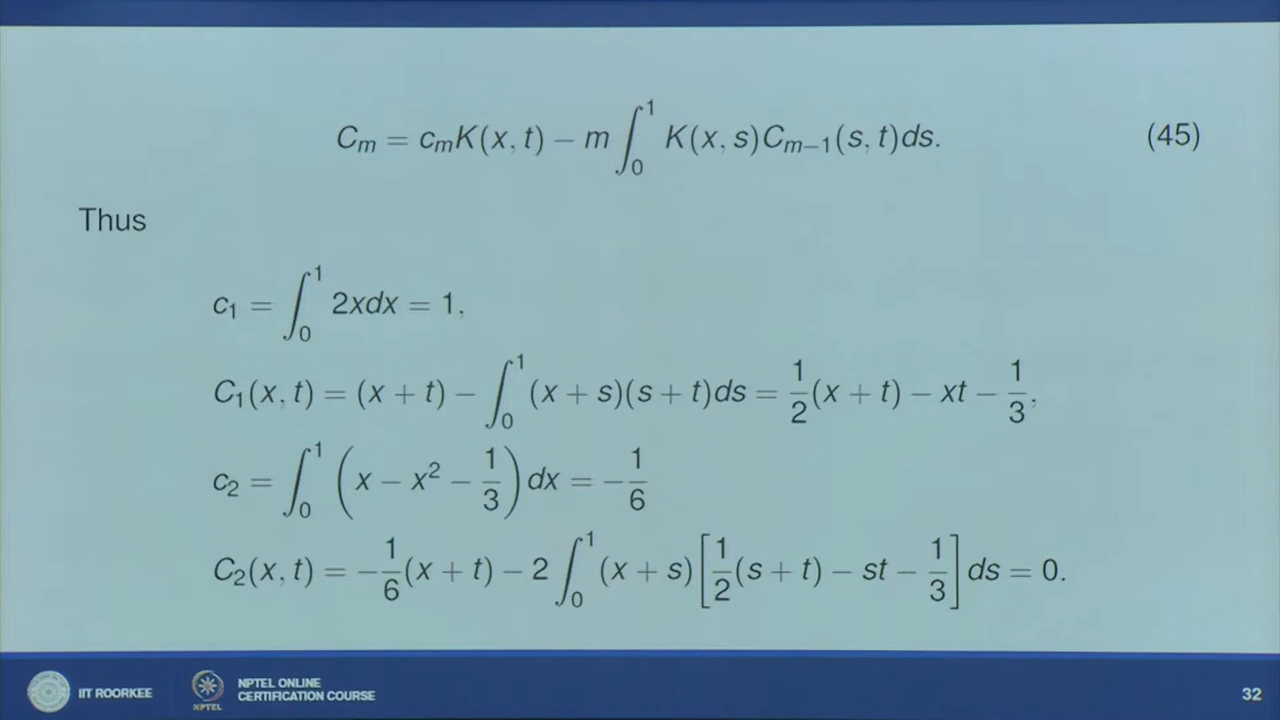 C_m = c_m K(x, t) − m ∫_0^1 K(x, s)C_{m−1}(s, t)ds. (45)
Thus
c_1 = ∫_0^1 2xdx = 1,
C_1(x, t) = (x + t) − ∫_0^1 (x + s)(s + t)ds = 1/2 (x + t) − xt − 1/3,
c_2 = ∫_0^1 (x − x^2 − 1/3) dx = −1/6
C_2(x, t) = −1/6 (x + t) − 2 ∫_0^1 (x + s) [1/2 (s + t) − st − 1/3] ds = 0.
IIT ROORKEE
NPTEL
NPTEL ONLINE
CERTIFICATION COURSE
32